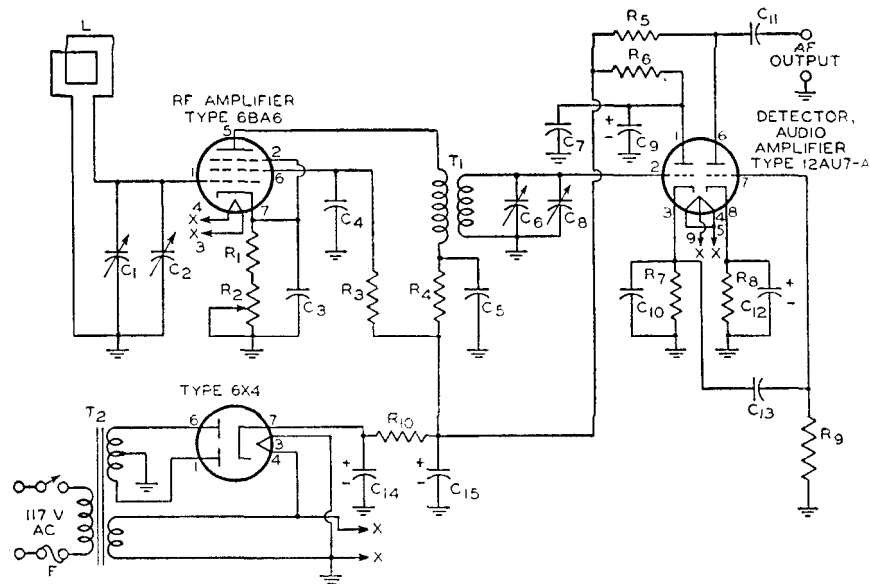 L
RF AMPLIFIER
TYPE 6BA6
5
1
2
6
4
X
X
3
7
R1
R2
C1
C2
C3
C4
R3
R4
C5
T1
C6
C8
R5
R6
C7
+
-
C9
C11
AF
OUTPUT
DETECTOR,
AUDIO
AMPLIFIER
TYPE 12AU7-A
1
6
2
7
3
4
8
9
5
X
X
R7
C10
R8
C12
+
-
C13
R9
TYPE 6X4
T2
6
1
7
3
4
R10
+
-
C14
+
-
C15
117 V
AC
F
X
X